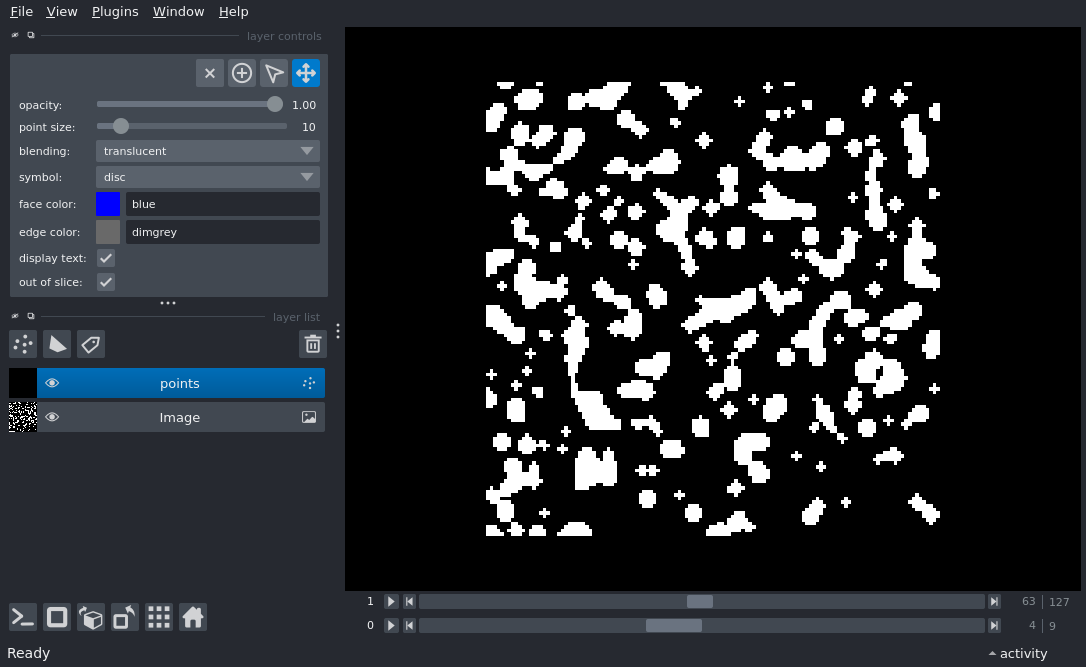 File View Plugins Window Help
layer controls
opacity: 1.00
point size: 10
blending: translucent
symbol: disc
face color: blue
edge color: dimgrey
display text:
out of slice:
layer list
points
Image
1 63 127
0 4 9
Ready activity